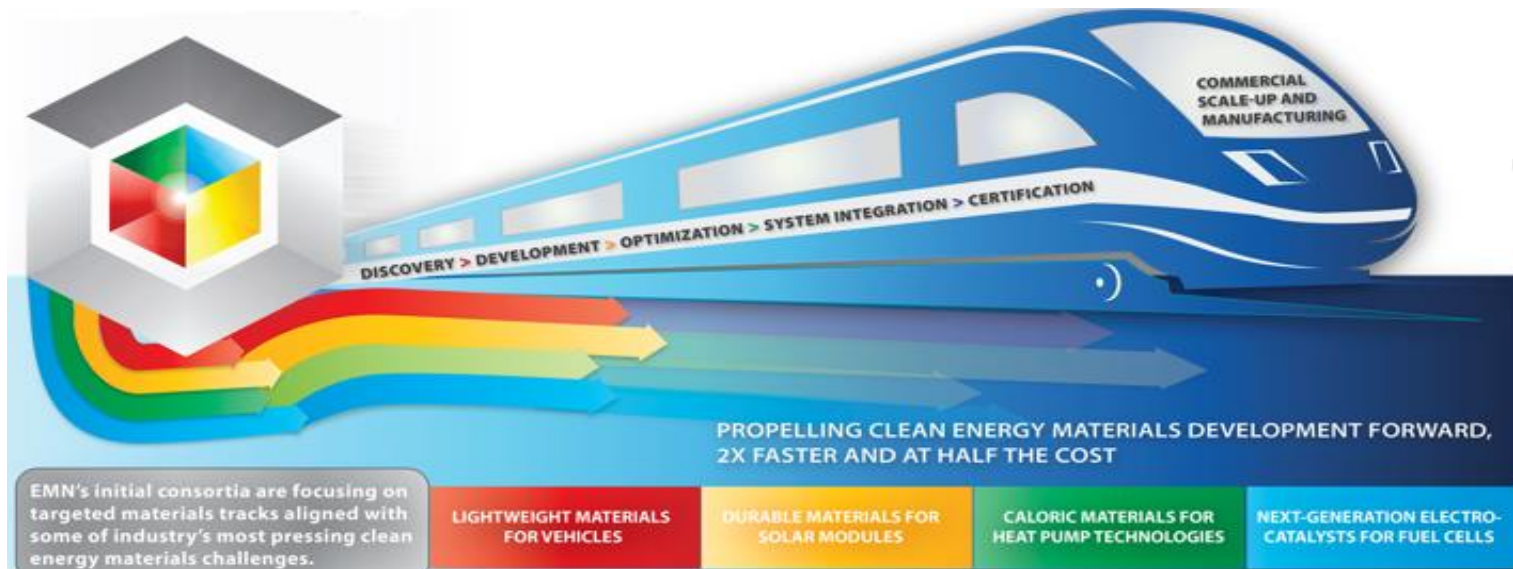 COMMERCIAL
SCALE-UP AND
MANUFACTURING
DISCOVERY > DEVELOPMENT > OPTIMIZATION > SYSTEM INTEGRATION > CERTIFICATION
PROPELLING CLEAN ENERGY MATERIALS DEVELOPMENT FORWARD,
2X FASTER AND AT HALF THE COST
EMN's initial consortia are focusing on
targeted materials tracks aligned with
some of industry's most pressing clean
energy materials challenges.
LIGHTWEIGHT MATERIALS
FOR VEHICLES
DURABLE MATERIALS FOR
SOLAR MODULES
CALORIC MATERIALS FOR
HEAT PUMP TECHNOLOGIES
NEXT-GENERATION ELECTRO-
CATALYSTS FOR FUEL CELLS